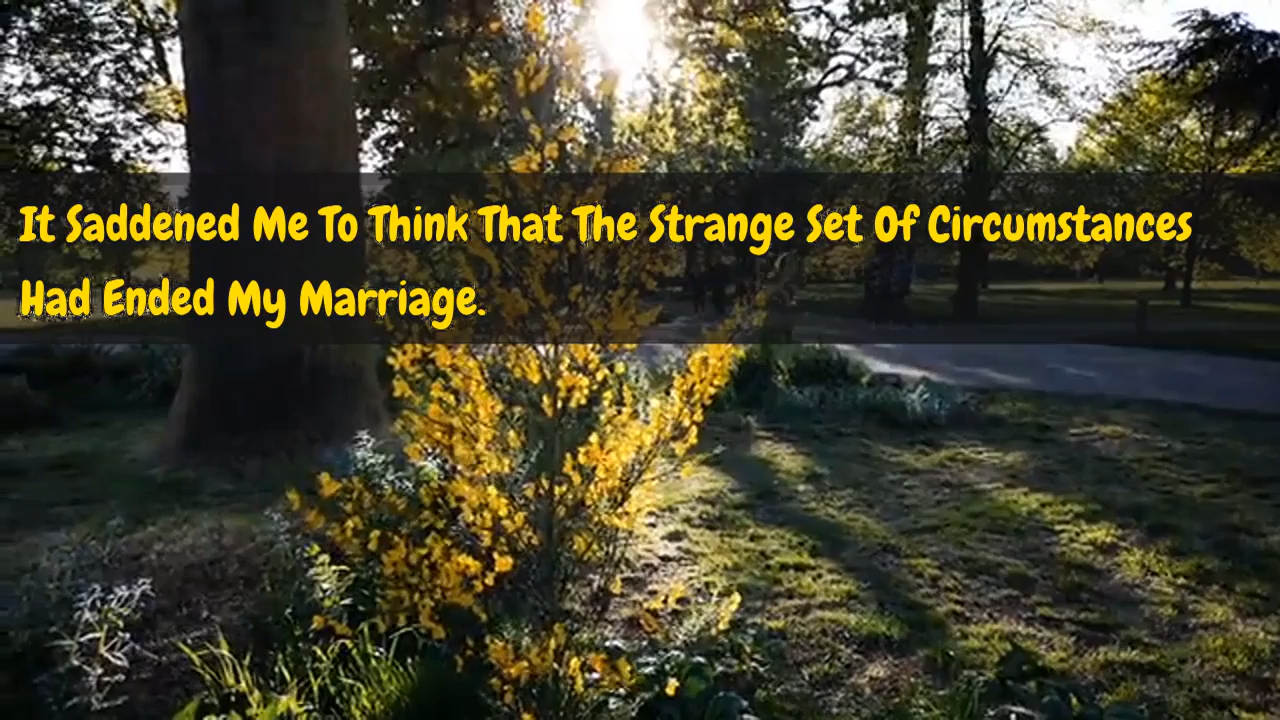 It Saddened Me To Think That The Strange Set Of Circumstances
Had Ended My Marriage.